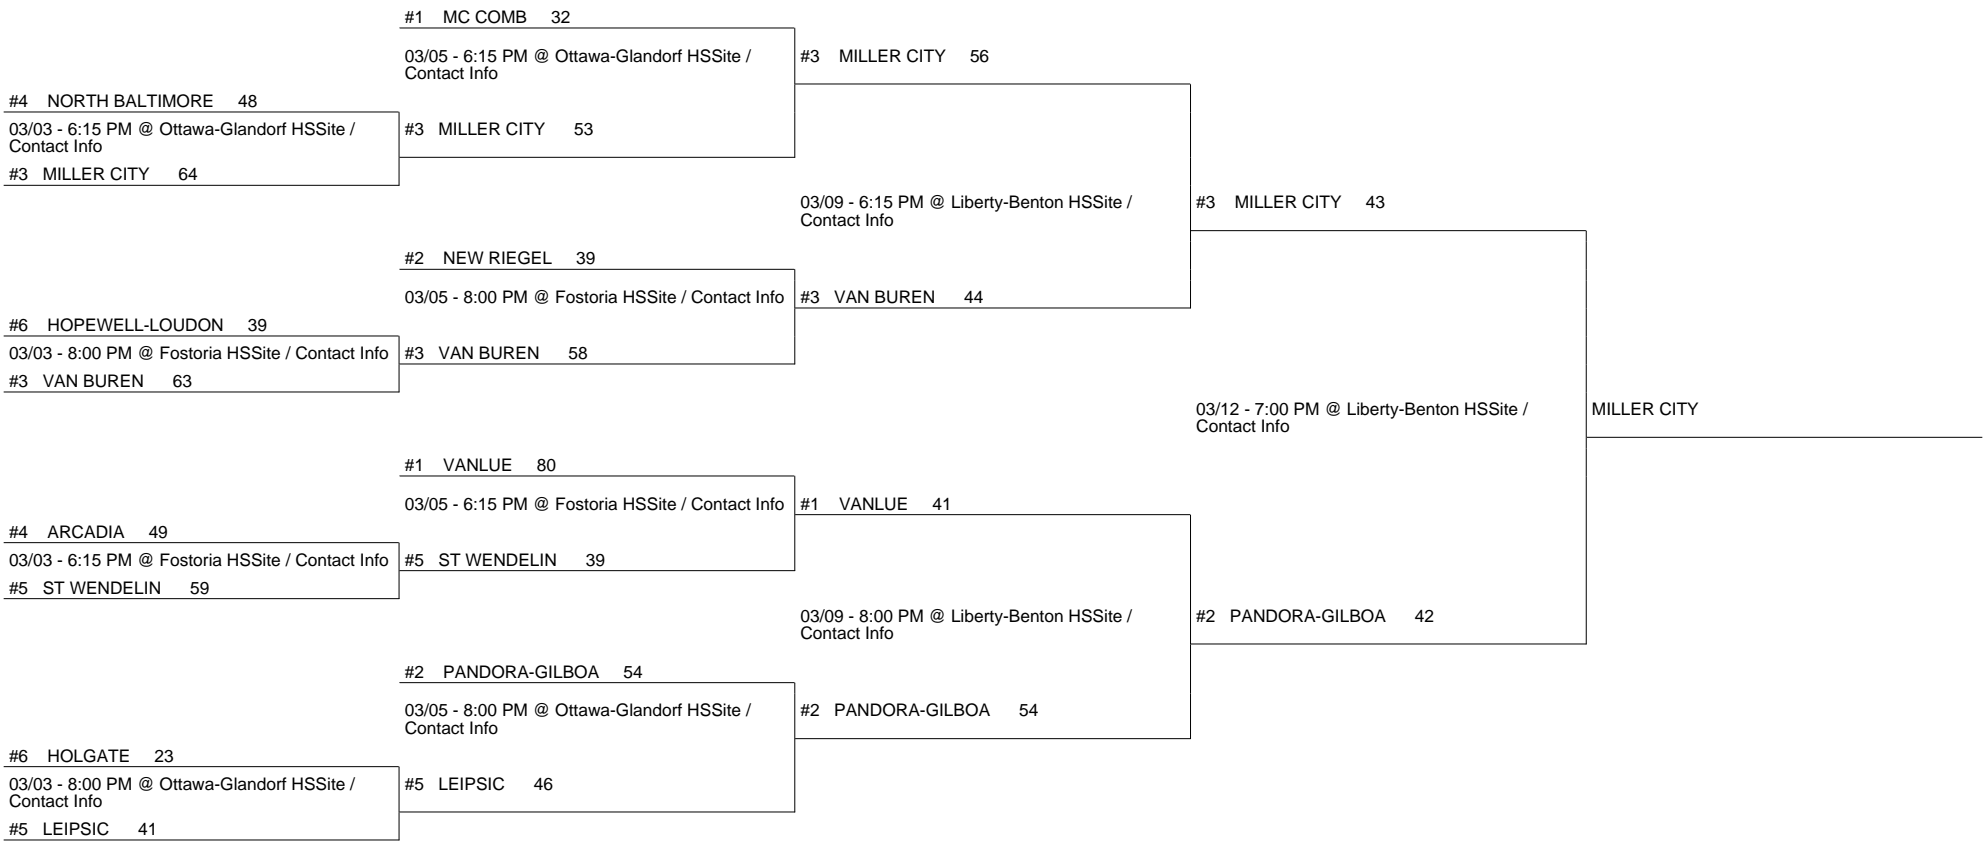 #1 MC COMB 32
03/05 - 6:15 PM @ Ottawa-Glandorf HSSite /
Contact Info
#3 MILLER CITY 56
#4 NORTH BALTIMORE 48
03/03 - 6:15 PM @ Ottawa-Glandorf HSSite /
Contact Info
#3 MILLER CITY 53
#3 MILLER CITY 64
03/09 - 6:15 PM @ Liberty-Benton HSSite /
Contact Info
#3 MILLER CITY 43
#2 NEW RIEGEL 39
03/05 - 8:00 PM @ Fostoria HSSite / Contact Info
#3 VAN BUREN 44
#6 HOPEWELL-LOUDON 39
03/03 - 8:00 PM @ Fostoria HSSite / Contact Info
#3 VAN BUREN 58
#3 VAN BUREN 63
03/12 - 7:00 PM @ Liberty-Benton HSSite /
Contact Info
MILLER CITY
#1 VANLUE 80
03/05 - 6:15 PM @ Fostoria HSSite / Contact Info
#1 VANLUE 41
#4 ARCADIA 49
03/03 - 6:15 PM @ Fostoria HSSite / Contact Info
#5 ST WENDELIN 39
#5 ST WENDELIN 59
03/09 - 8:00 PM @ Liberty-Benton HSSite /
Contact Info
#2 PANDORA-GILBOA 42
#2 PANDORA-GILBOA 54
03/05 - 8:00 PM @ Ottawa-Glandorf HSSite /
Contact Info
#2 PANDORA-GILBOA 54
#6 HOLGATE 23
03/03 - 8:00 PM @ Ottawa-Glandorf HSSite /
Contact Info
#5 LEIPSIC 46
#5 LEIPSIC 41